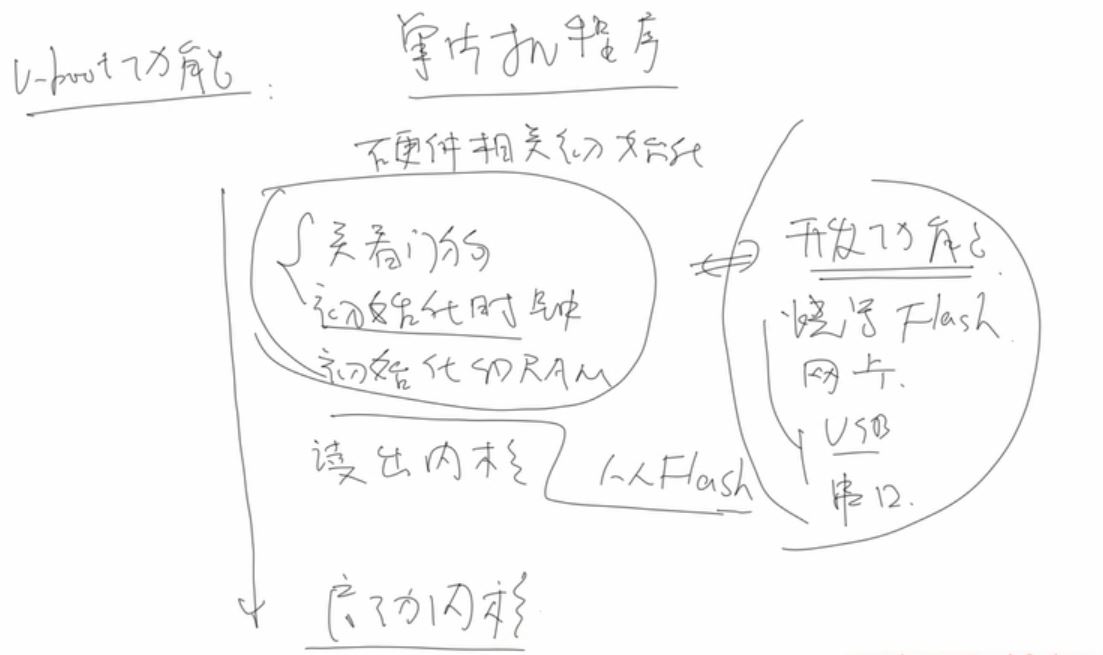 u-boot功能:
单片机程序
硬件相关初始化
关看门狗
初始化时钟
初始化SDRAM
读出内核
从Flash
启动内核
开发功能
烧写Flash
网卡.
USB
串口.